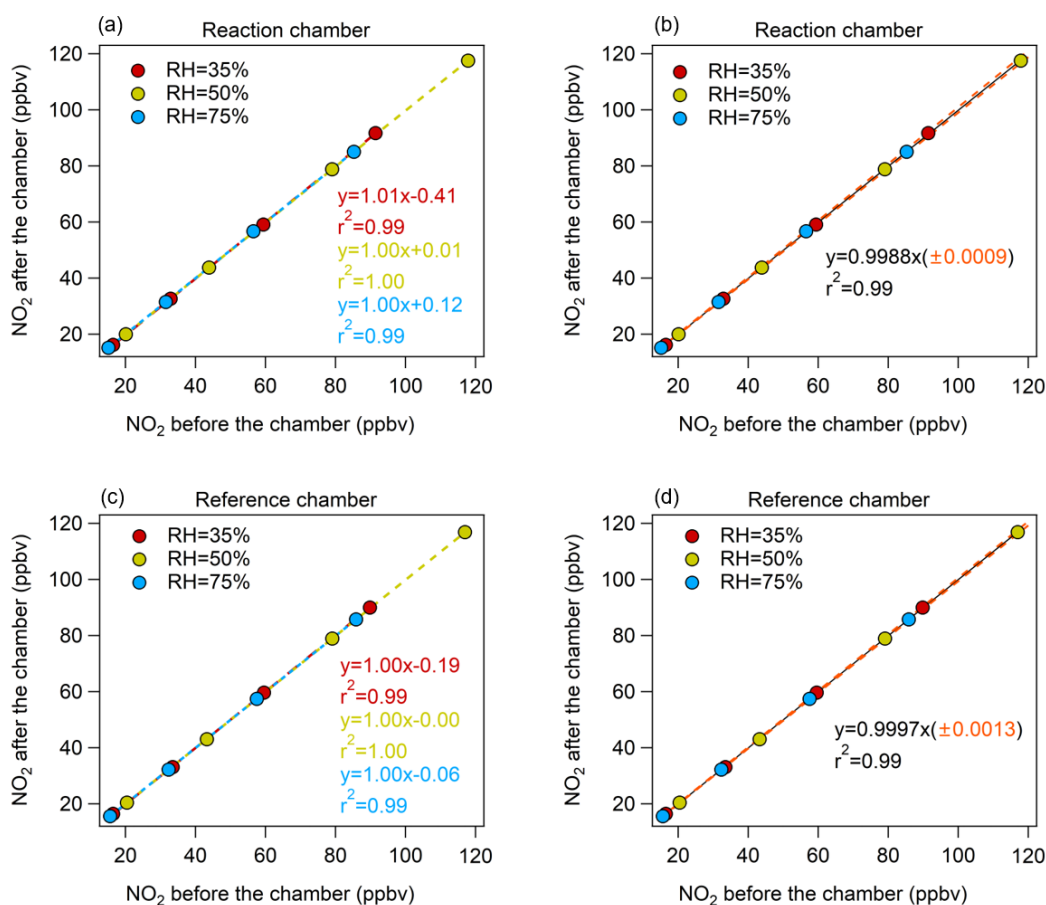 (a) Reaction chamber
120
100
80
60
40
20
NO2 after the chamber (ppbv)
RH=35%
RH=50%
RH=75%
y=1.01x-0.41
r2=0.99
y=1.00x+0.01
r2=1.00
y=1.00x+0.12
r2=0.99
20 40 60 80 100 120
NO2 before the chamber (ppbv)
(b) Reaction chamber
120
100
80
60
40
20
NO2 after the chamber (ppbv)
RH=35%
RH=50%
RH=75%
y=0.9988x(±0.0009)
r2=0.99
20 40 60 80 100 120
NO2 before the chamber (ppbv)
(c) Reference chamber
120
100
80
60
40
20
NO2 after the chamber (ppbv)
RH=35%
RH=50%
RH=75%
y=1.00x-0.19
r2=0.99
y=1.00x-0.00
r2=1.00
y=1.00x-0.06
r2=0.99
20 40 60 80 100 120
NO2 before the chamber (ppbv)
(d) Reference chamber
120
100
80
60
40
20
NO2 after the chamber (ppbv)
RH=35%
RH=50%
RH=75%
y=0.9997x(±0.0013)
r2=0.99
20 40 60 80 100 120
NO2 before the chamber (ppbv)